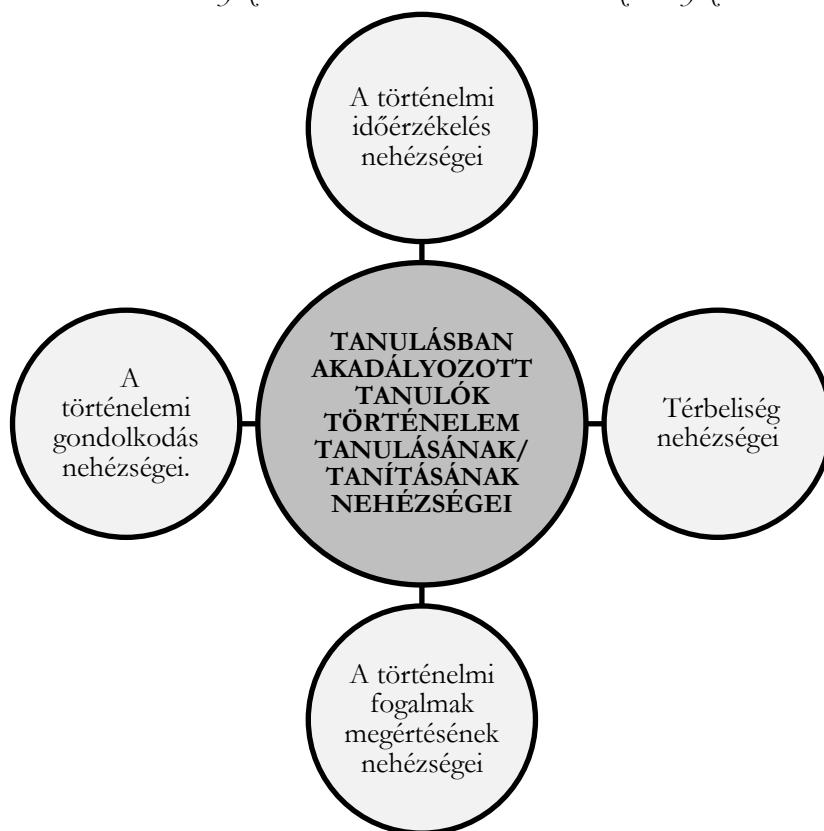 A történelmi
időérzékelés
nehézségei
A
történelemi
gondolkodás
nehézségei.
TANULÁSBAN
AKADÁLYOZOTT
TANULÓK
TÖRTÉNELEM
TANULÁSÁNAK/
TANÍTÁSÁNAK
NEHÉZSÉGEI
Térbeliség
nehézségei
A történelmi
fogalmak
megértésének
nehézségei